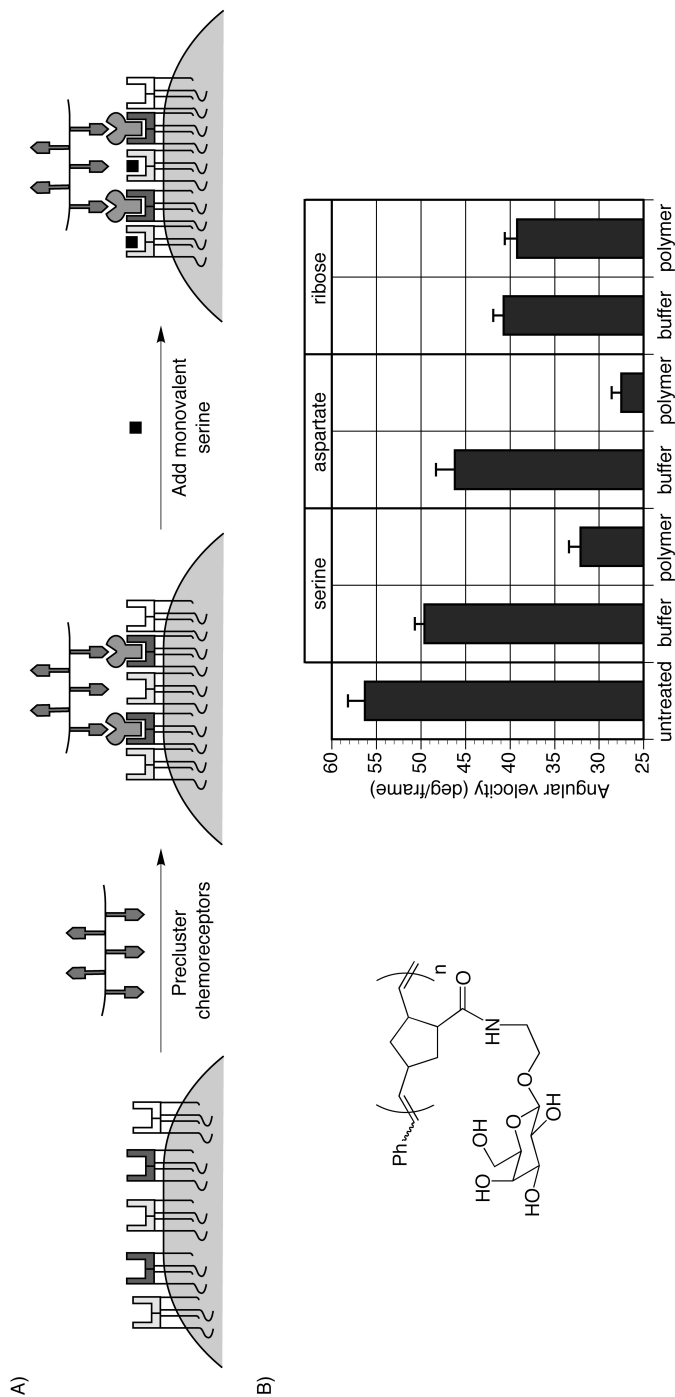 A)
Precluster
chemoreceptors
Add monovalent
serine
B)
Ph
n
O
HN
O
OH
O
HO
HO
OH
Angular velocity (deg/frame)
60
55
50
45
40
35
30
25
serine
aspartate
ribose
untreated
buffer
polymer
buffer
polymer
buffer
polymer